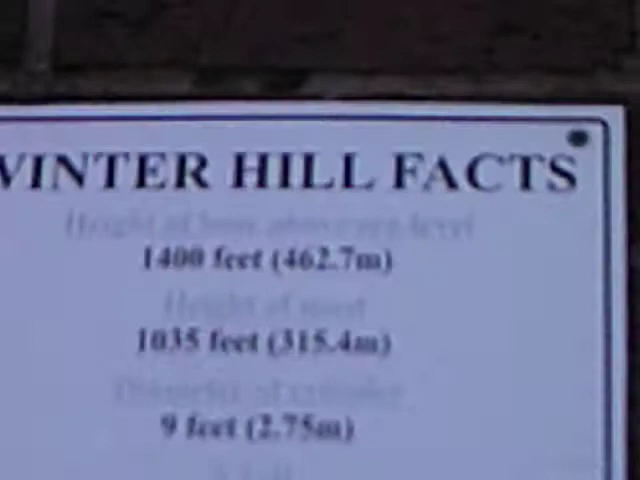 WINTER HILL FACTS
Height of base above sea level
1400 feet (462.7m)
Height of mast
1035 feet (315.4m)
Diameter of cylinder
9 feet (2.75m)